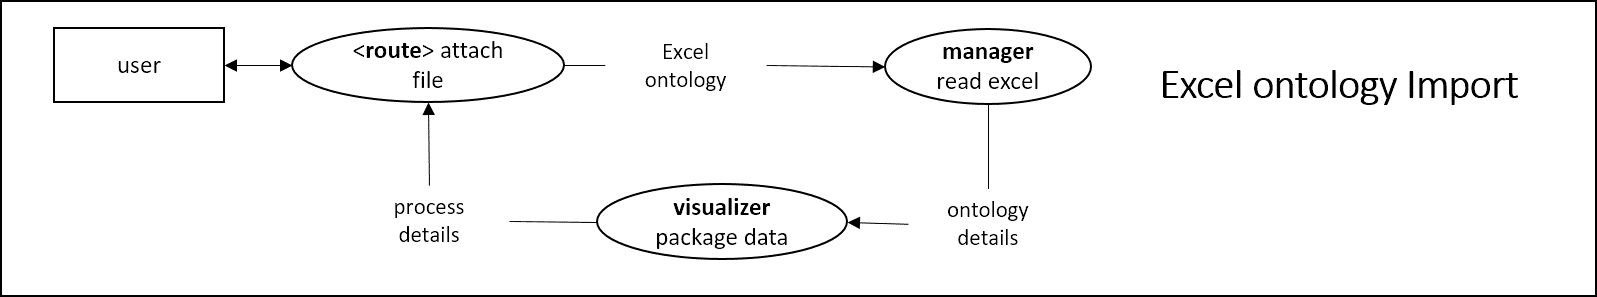 user
<route> attach
file
Excel
ontology
manager
read excel
Excel ontology Import
process
details
visualizer
package data
ontology
details